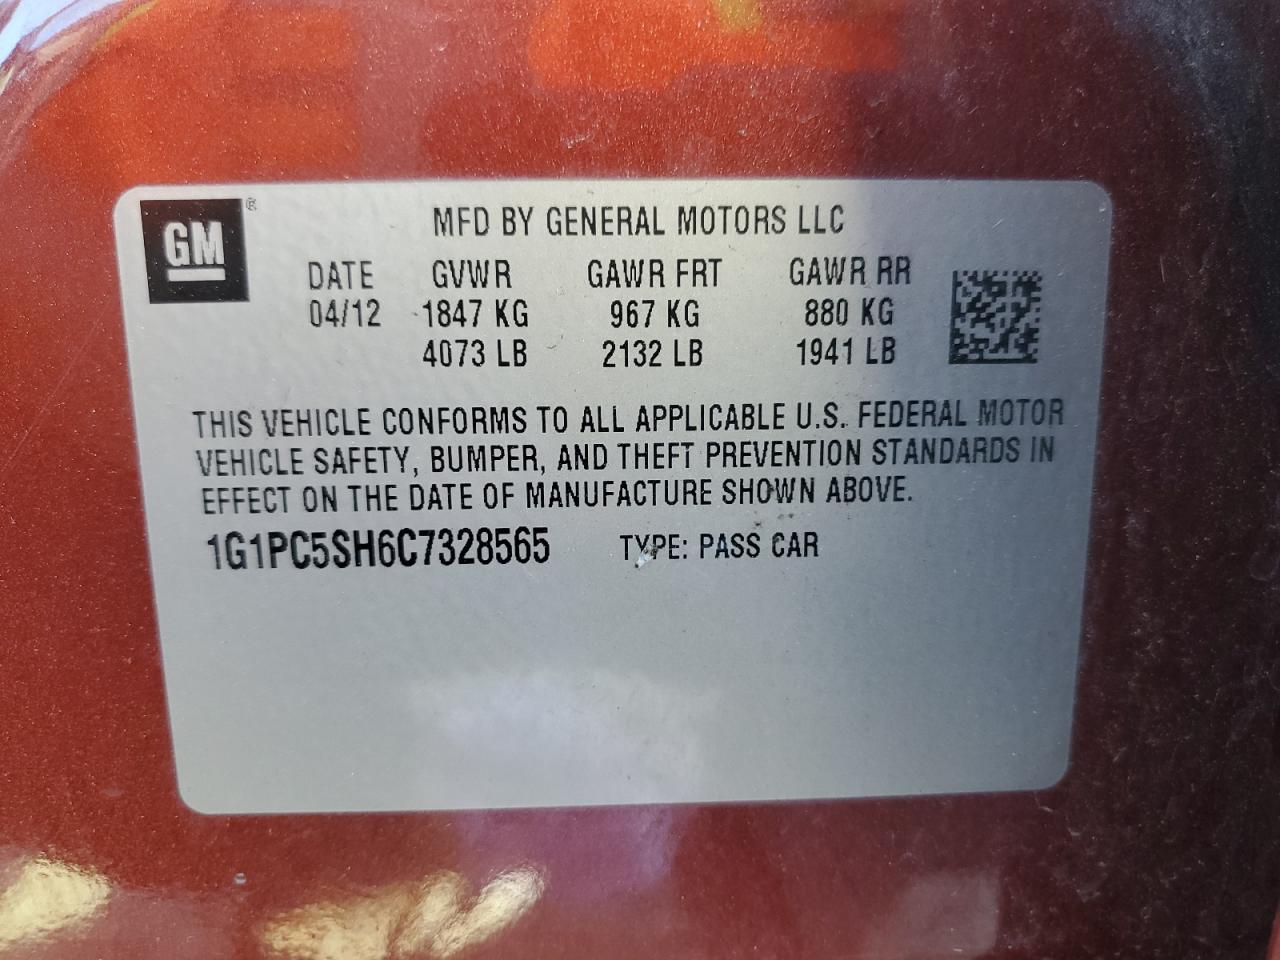 GM®
MFD BY GENERAL MOTORS LLC
DATE GVWR GAWR FRT GAWR RR
04/12 1847 KG 967 KG 880 KG
4073 LB 2132 LB 1941 LB
THIS VEHICLE CONFORMS TO ALL APPLICABLE U.S. FEDERAL MOTOR
VEHICLE SAFETY, BUMPER, AND THEFT PREVENTION STANDARDS IN
EFFECT ON THE DATE OF MANUFACTURE SHOWN ABOVE.
1G1PC5SH6C7328565 TYPE: PASS CAR